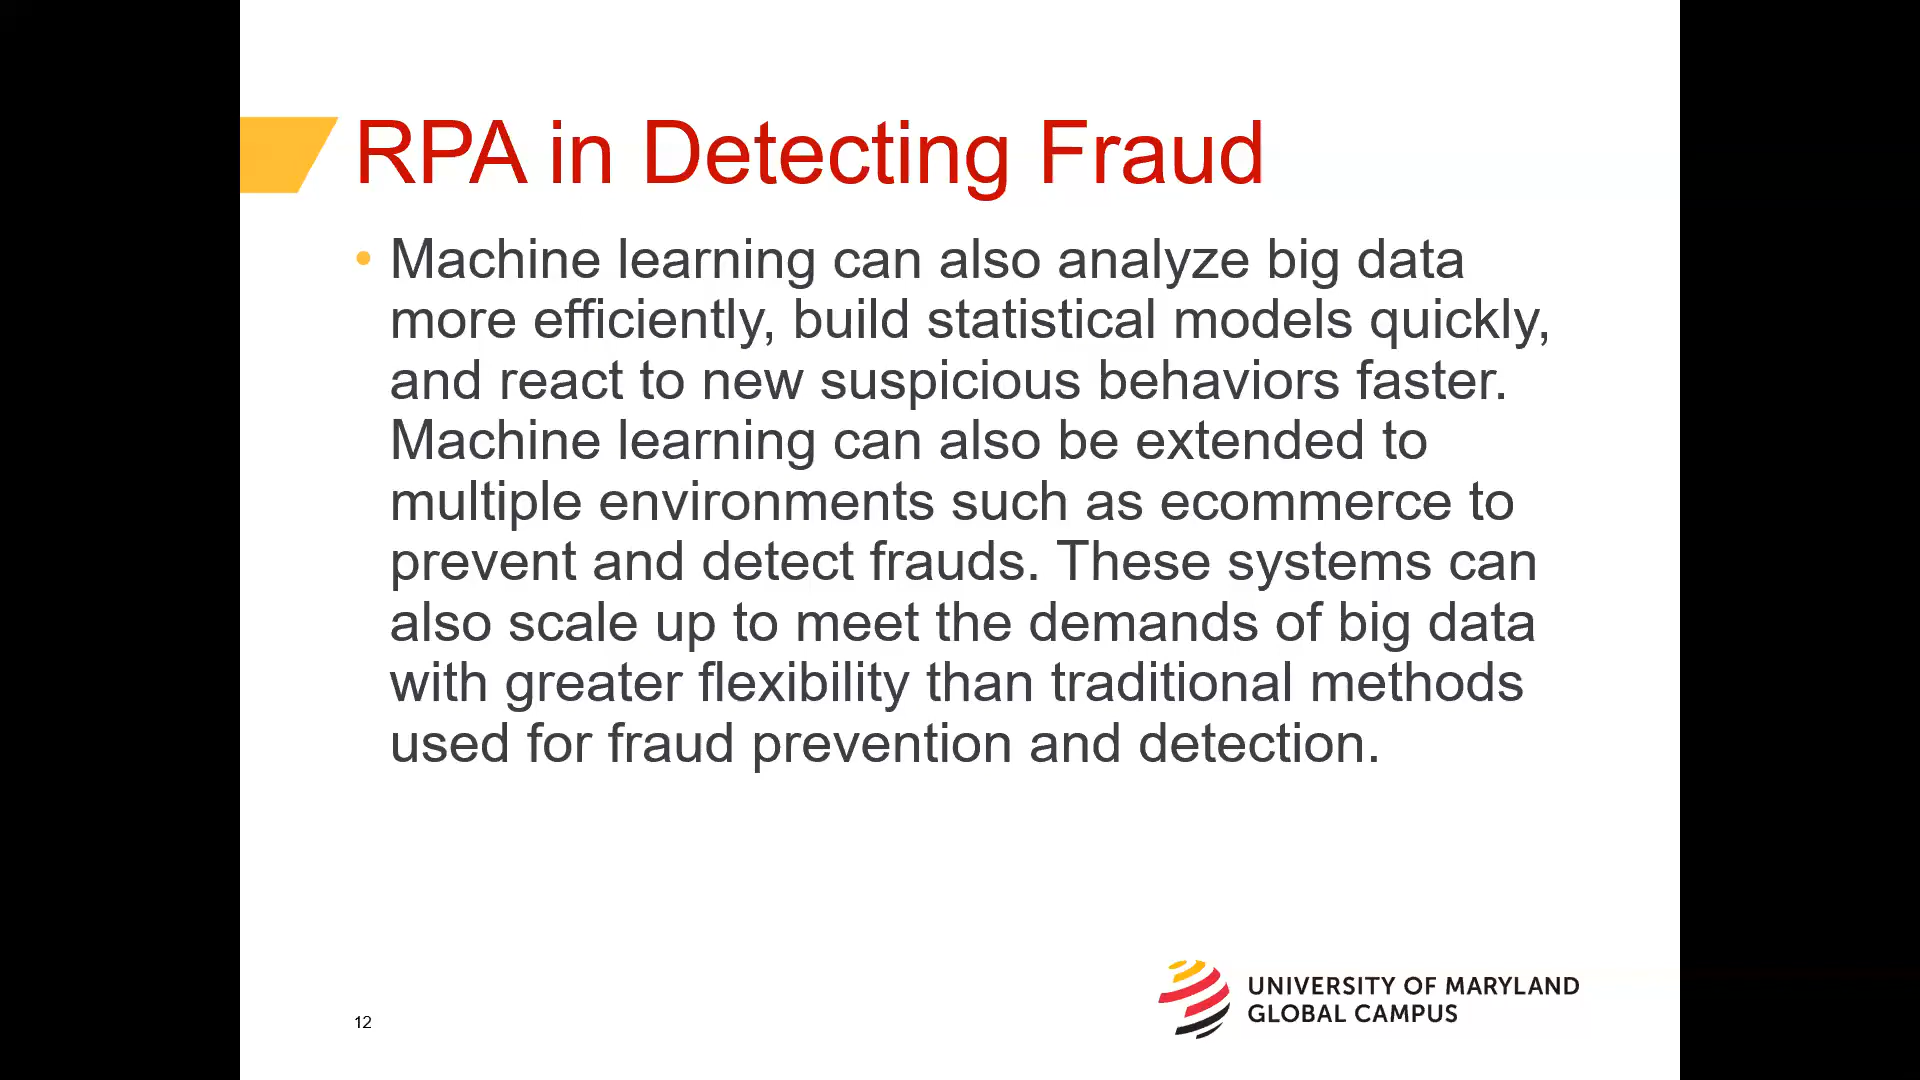 RPA in Detecting Fraud
• Machine learning can also analyze big data
more efficiently, build statistical models quickly,
and react to new suspicious behaviors faster.
Machine learning can also be extended to
multiple environments such as ecommerce to
prevent and detect frauds. These systems can
also scale up to meet the demands of big data
with greater flexibility than traditional methods
used for fraud prevention and detection.
UNIVERSITY OF MARYLAND
GLOBAL CAMPUS
12